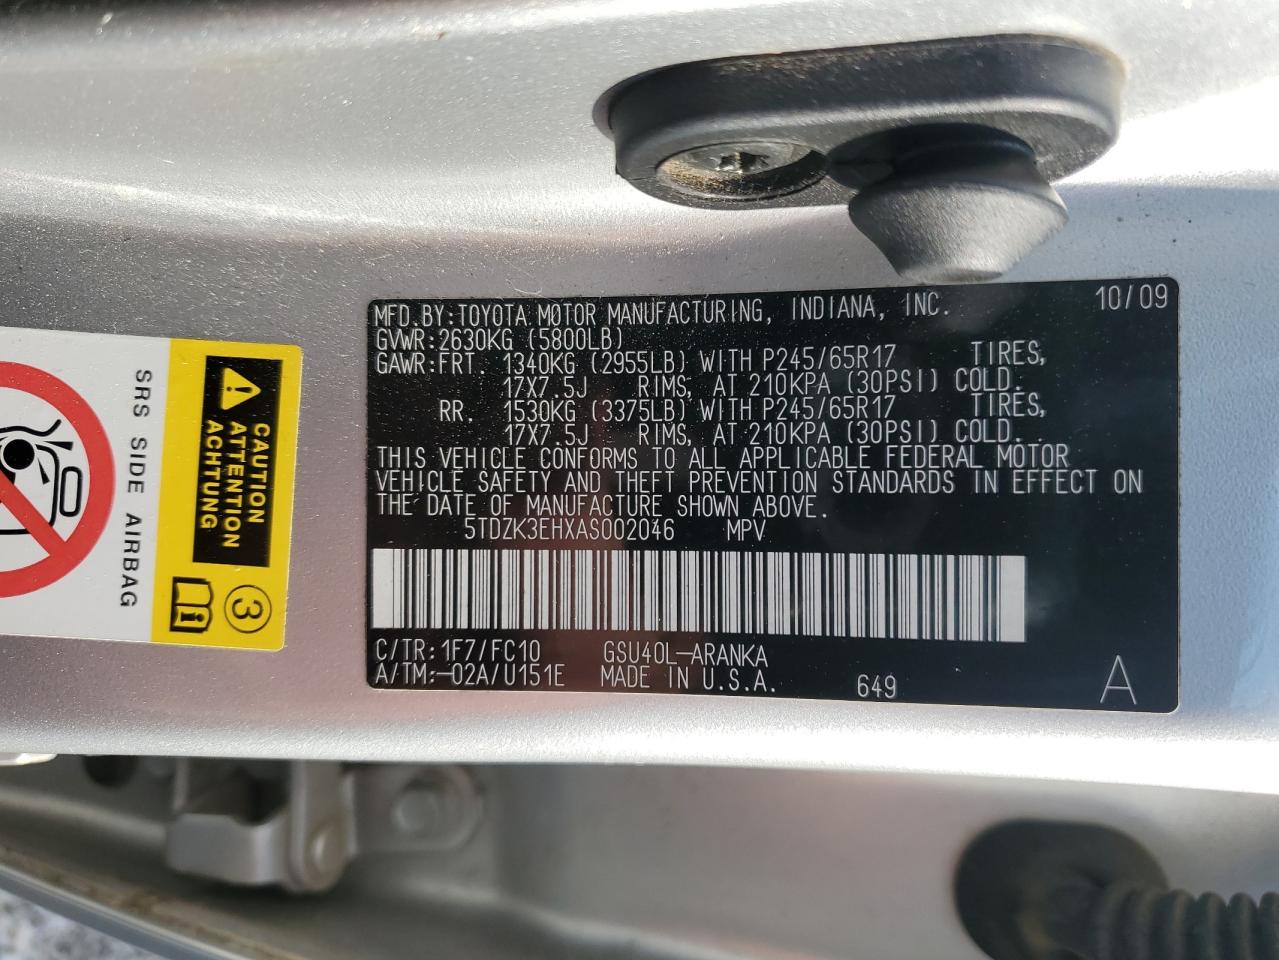 MFD. BY: TOYOTA MOTOR MANUFACTURING, INDIANA, INC. 10/09
GVWR: 2630KG (5800LB)
GAWR: FRT. 1340KG (2955LB) WITH P245/65R17 TIRES,
17X7.5J RIMS, AT 210KPA (30PSI) COLD.
RR. 1530KG (3375LB) WITH P245/65R17 TIRES,
17X7.5J RIMS, AT 210KPA (30PSI) COLD.
THIS VEHICLE CONFORMS TO ALL APPLICABLE FEDERAL MOTOR
VEHICLE SAFETY AND THEFT PREVENTION STANDARDS IN EFFECT ON
THE DATE OF MANUFACTURE SHOWN ABOVE.
5TDZK3EHXAS002046 MPV
C/TR: 1F7/FC10 GSU40L-ARANKA
A/TM: -02A/U151E MADE IN U.S.A. 649 A
CAUTION
ATTENTION
ACHTUNG
3
i
SRS SIDE AIRBAG